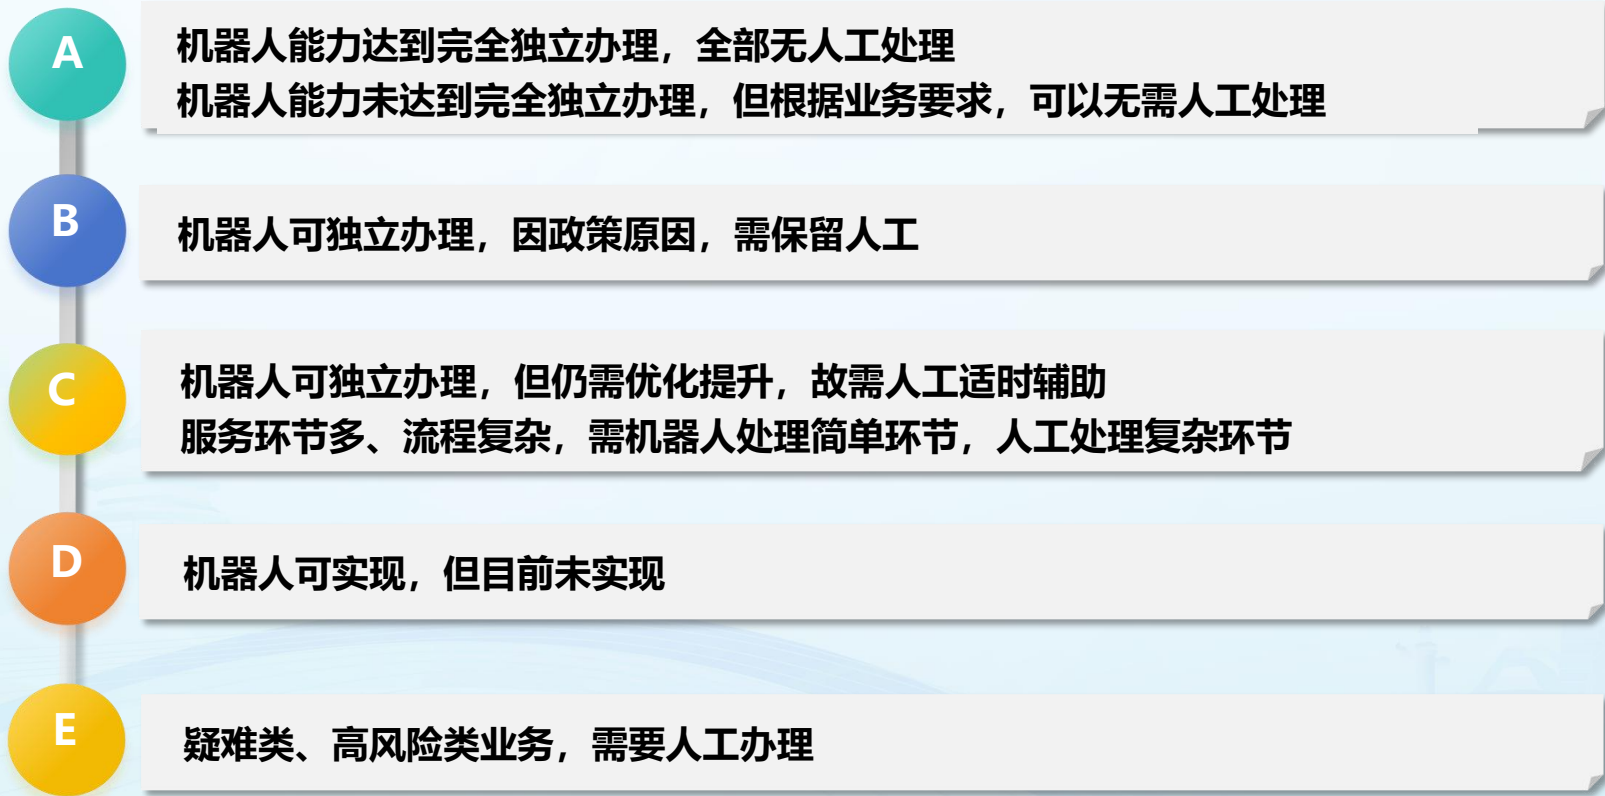 A
机器人能力达到完全独立办理，全部无人工处理
机器人能力未达到完全独立办理，但根据业务要求，可以无需人工处理
B
机器人可独立办理，因政策原因，需保留人工
C
机器人可独立办理，但仍需优化提升，故需人工适时辅助
服务环节多、流程复杂，需机器人处理简单环节，人工处理复杂环节
D
机器人可实现，但目前未实现
E
疑难类、高风险类业务，需要人工办理